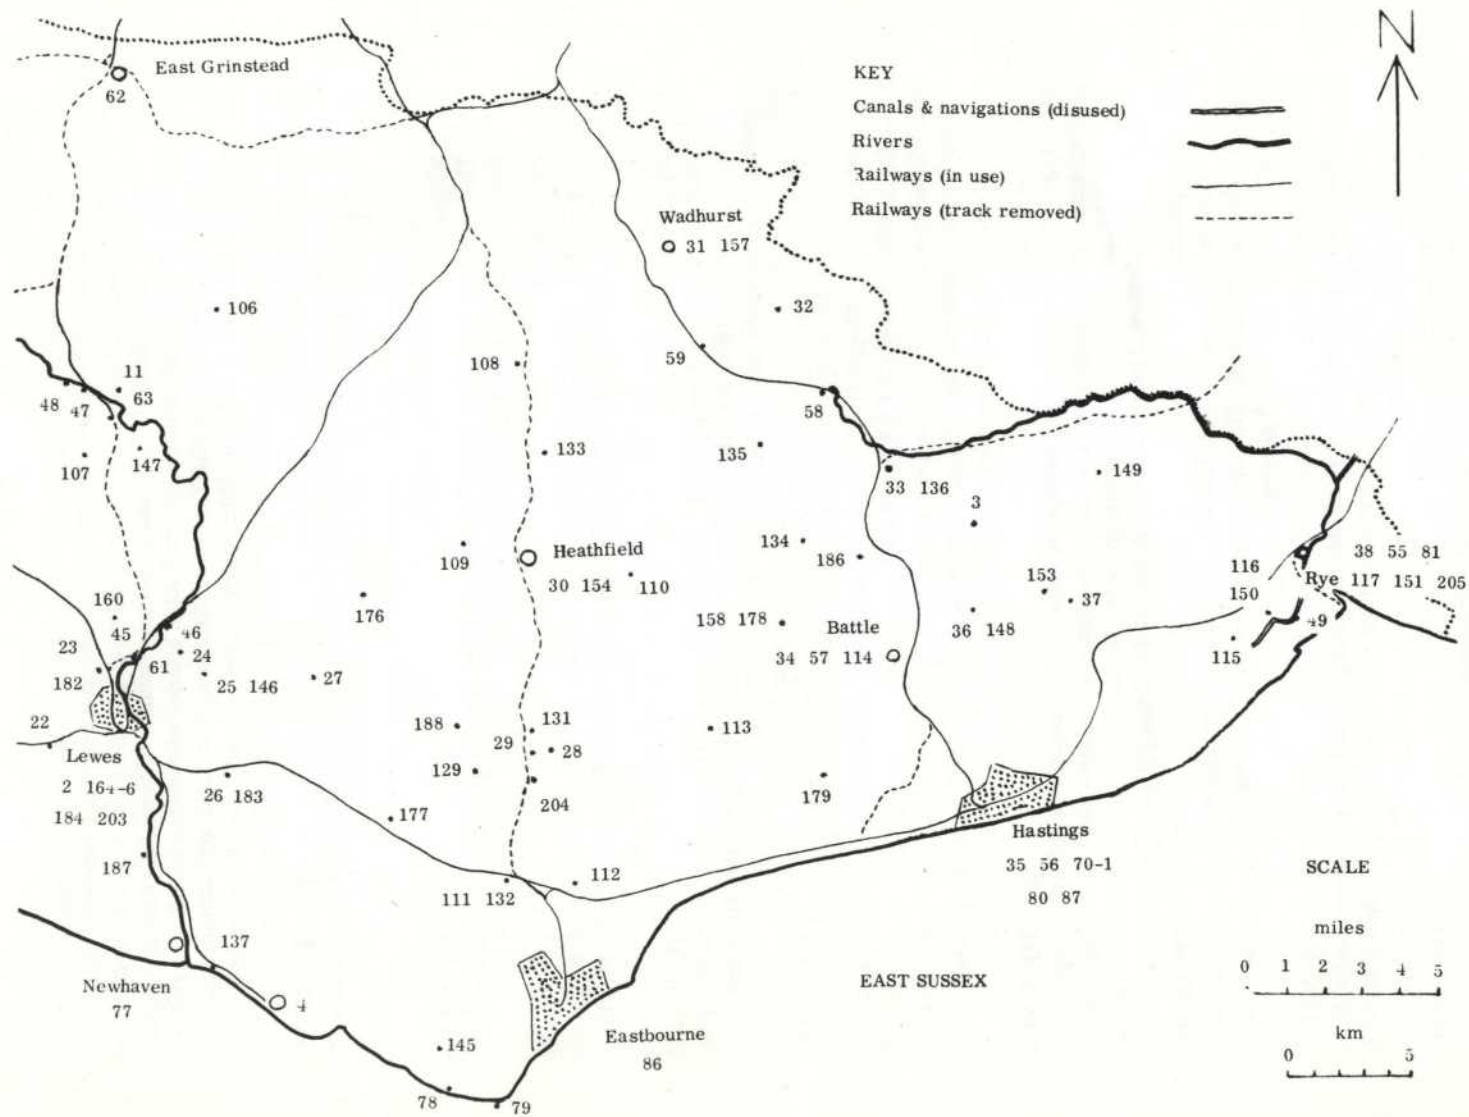 N
East Grinstead
62
KEY
Canals & navigations (disused)
Rivers
Railways (in use)
Railways (track removed)
Wadhurst
31 157
106
32
108
59
11
63
48
47
58
107
147
133
135
33 136
149
3
109
Heathfield
30 154
110
134
186
116
38 55 81
Rye 117 151 205
153
37
150
49
160
45
46
176
158 178
Battle
34 57 114
36 148
115
23
182
61
24
25 146
27
22
Lewes
2 164-6
184 203
188
131
29
28
113
129
204
179
26 183
177
187
111 132
112
Hastings
35 56 70-1
80 87
SCALE
miles
0 1 2 3 4 5
km
0 5
137
Newhaven
77
4
EAST SUSSEX
Eastbourne
86
145
78
79